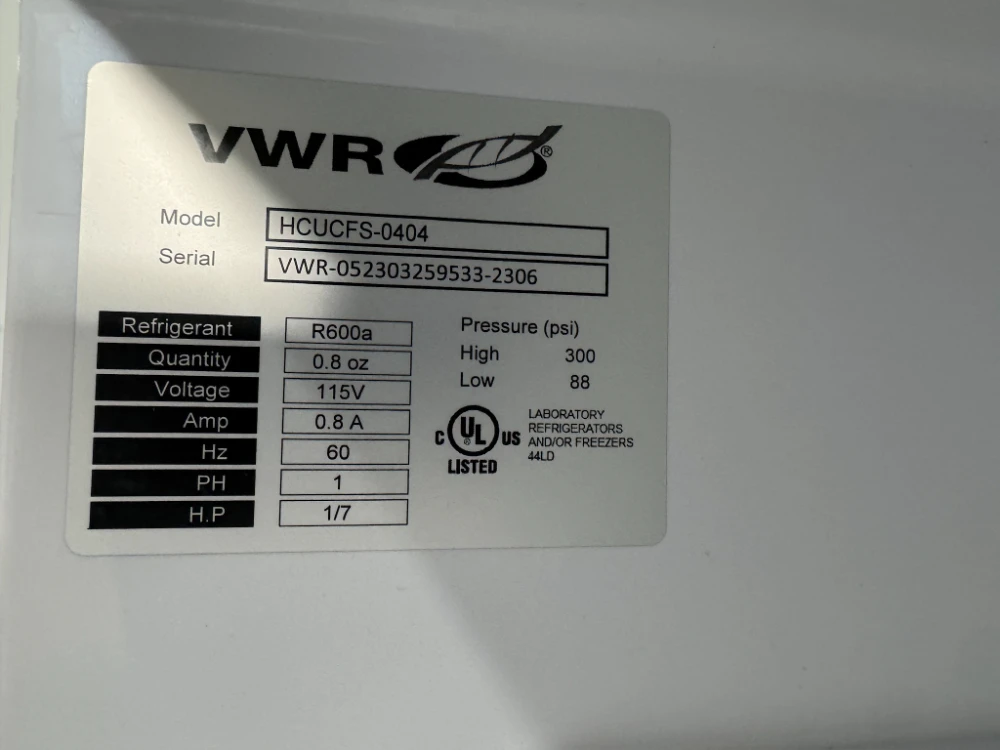 VWR®
Model HCUCFS-0404
Serial VWR-052303259533-2306
Refrigerant R600a
Quantity 0.8 oz
Voltage 115V
Amp 0.8 A
Hz 60
PH 1
H.P 1/7
Pressure (psi)
High 300
Low 88
C UL® US
LISTED
LABORATORY
REFRIGERATORS
AND/OR FREEZERS
44LD